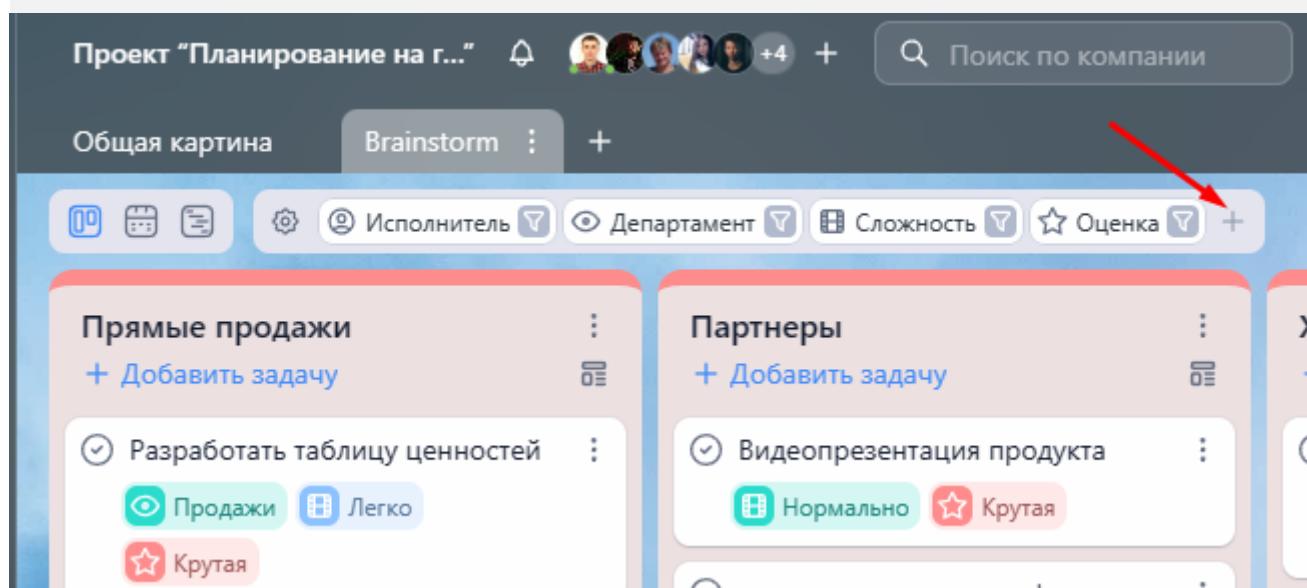 Проект “Планирование на г...” +4 Поиск по компании
Общая картина Brainstorm
Исполнитель Департамент Сложность Оценка
Прямые продажи Партнеры
+ Добавить задачу + Добавить задачу
Разработать таблицу ценностей Видеопрезентация продукта
Продажи Легко Нормально Крутая
Крутая